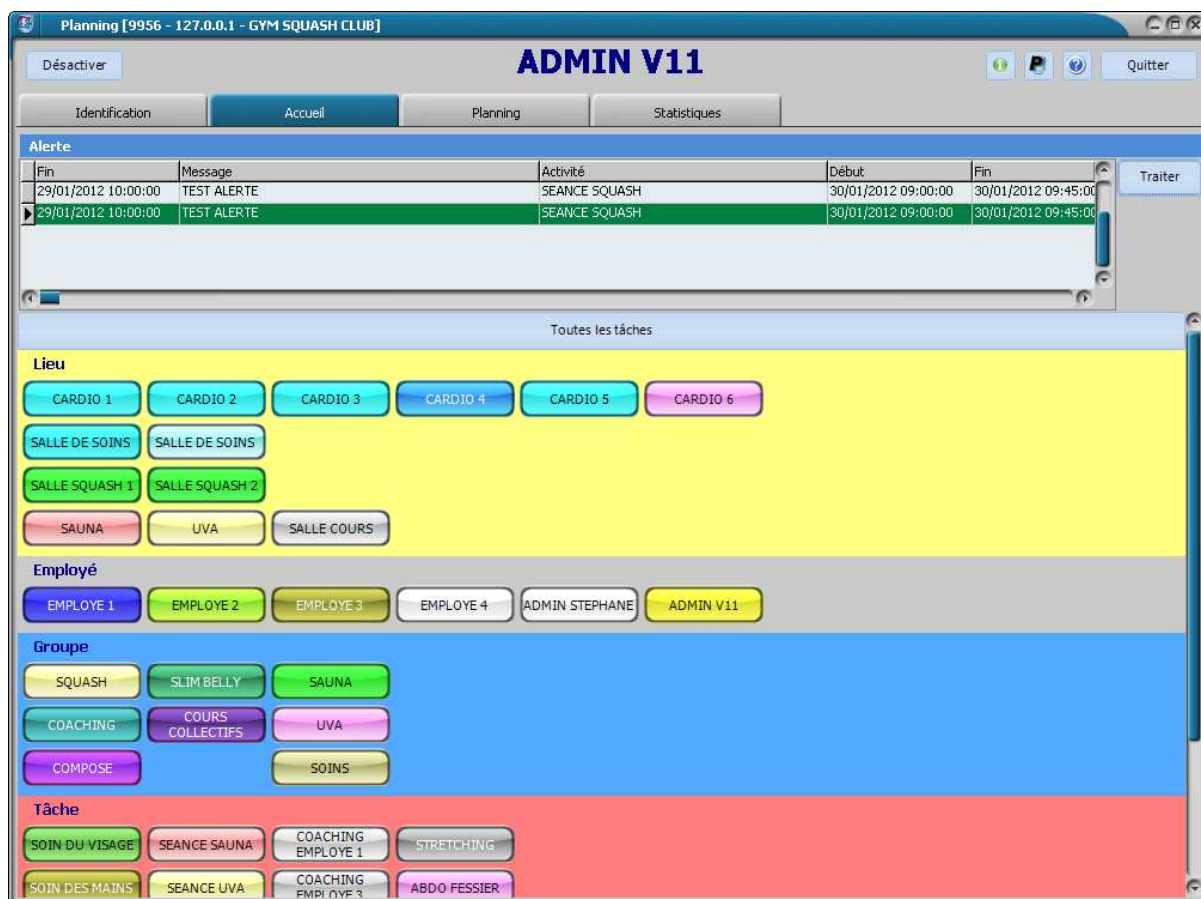 Planning [9956 - 127.0.0.1 - GYM SQUASH CLUB]
Désactiver ADMIN V11 Quitter
Identification Accueil Planning Statistiques
Alerte
Fin Message Activité Début Fin
29/01/2012 10:00:00 TEST ALERTE SEANCE SQUASH 30/01/2012 09:00:00 30/01/2012 09:45:00
29/01/2012 10:00:00 TEST ALERTE SEANCE SQUASH 30/01/2012 09:00:00 30/01/2012 09:45:00
Traiter
Toutes les tâches
Lieu
CARDIO 1 CARDIO 2 CARDIO 3 CARDIO 4 CARDIO 5 CARDIO 6
SALLE DE SOINS SALLE DE SOINS
SALLE SQUASH 1 SALLE SQUASH 2
SAUNA UVA SALLE COURS
Employé
EMPLOYE 1 EMPLOYE 2 EMPLOYE 3 EMPLOYE 4 ADMIN STEPHANE ADMIN V11
Groupe
SQUASH SLIM BELLY SAUNA
COACHING COURS COLLECTIFS UVA
COMPOSE SOINS
Tâche
SOIN DU VISAGE SEANCE SAUNA COACHING EMPLOYE 1 STRETCHING
SOIN DES MAINS SEANCE UVA COACHING EMPLOYE 3 ABDO FESSIER